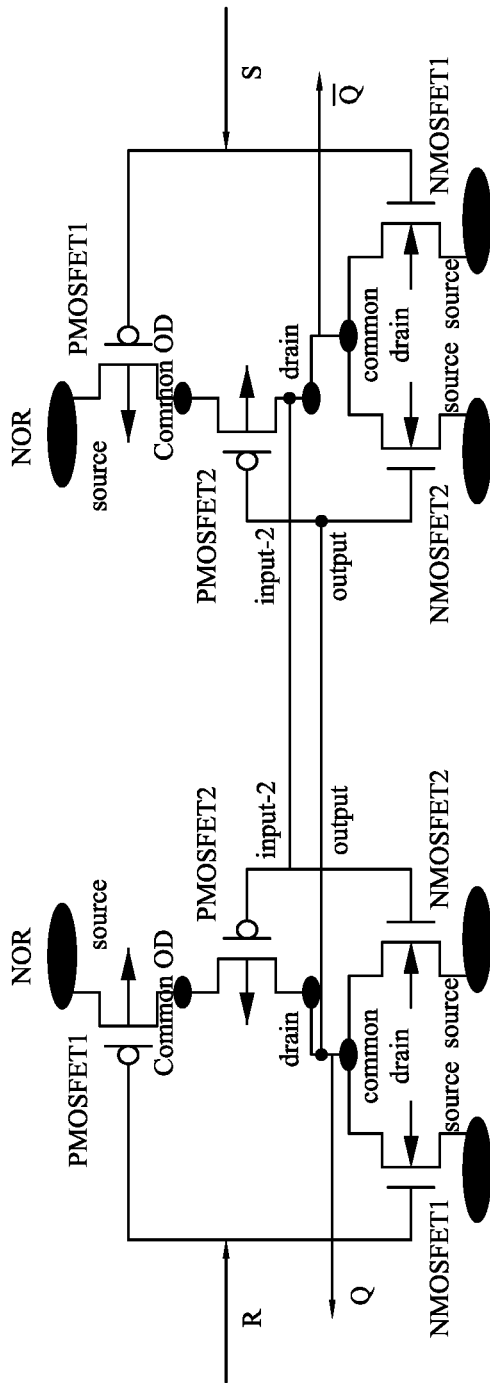 NOR
NOR
source
source
PMOSFET1
PMOSFET1
Common OD
Common OD
R
S
PMOSFET2
PMOSFET2
input-2
input-2
drain
output
output
drain
Q
Q̅
common
drain
common
drain
source
source
source
source
NMOSFET1
NMOSFET2
NMOSFET2
NMOSFET1